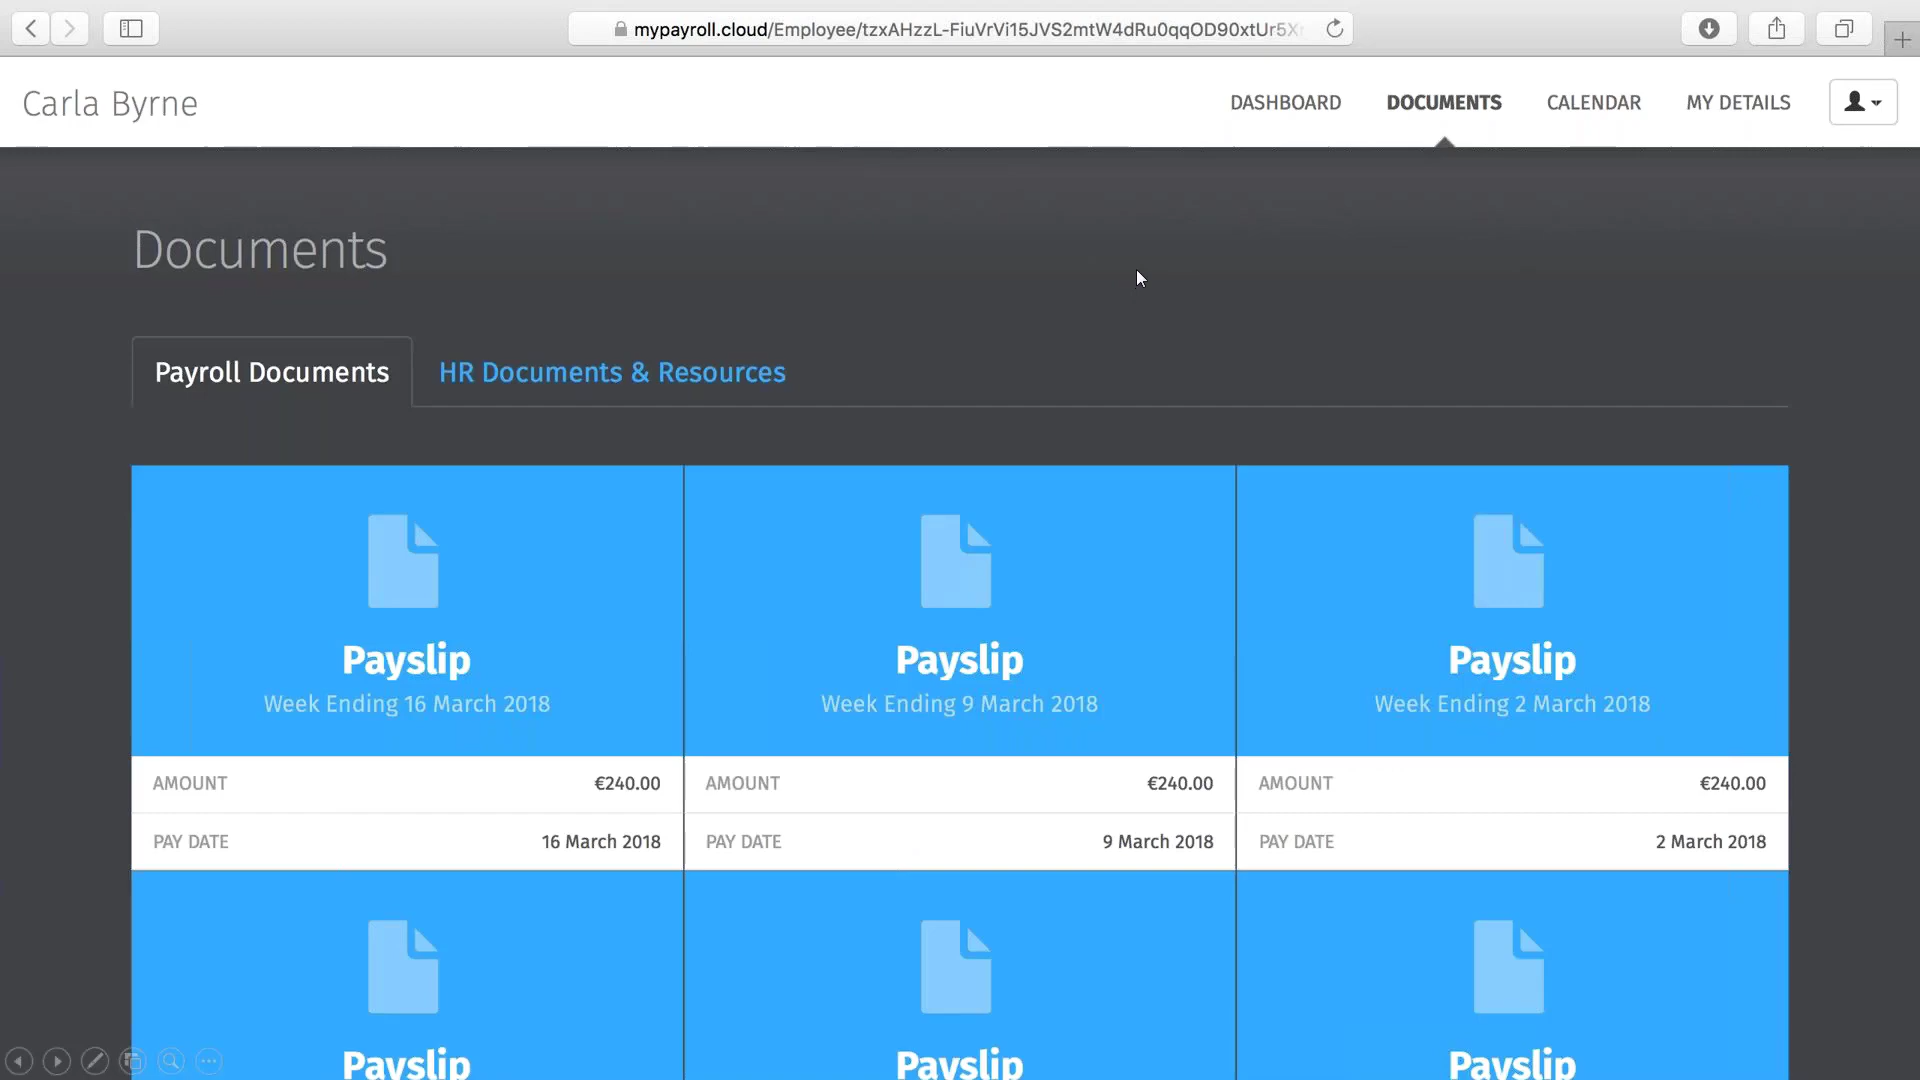 mypayroll.cloud/Employee/tzxAHzzL-FiuVrVi15JVS2mtW4dRu0qqOD90xtUr5X
Carla Byrne
DASHBOARD
DOCUMENTS
CALENDAR
MY DETAILS
Documents
Payroll Documents
HR Documents & Resources
Payslip
Week Ending 16 March 2018
AMOUNT €240.00
PAY DATE 16 March 2018
Payslip
Week Ending 9 March 2018
AMOUNT €240.00
PAY DATE 9 March 2018
Payslip
Week Ending 2 March 2018
AMOUNT €240.00
PAY DATE 2 March 2018
Payslip
Payslip
Payslip